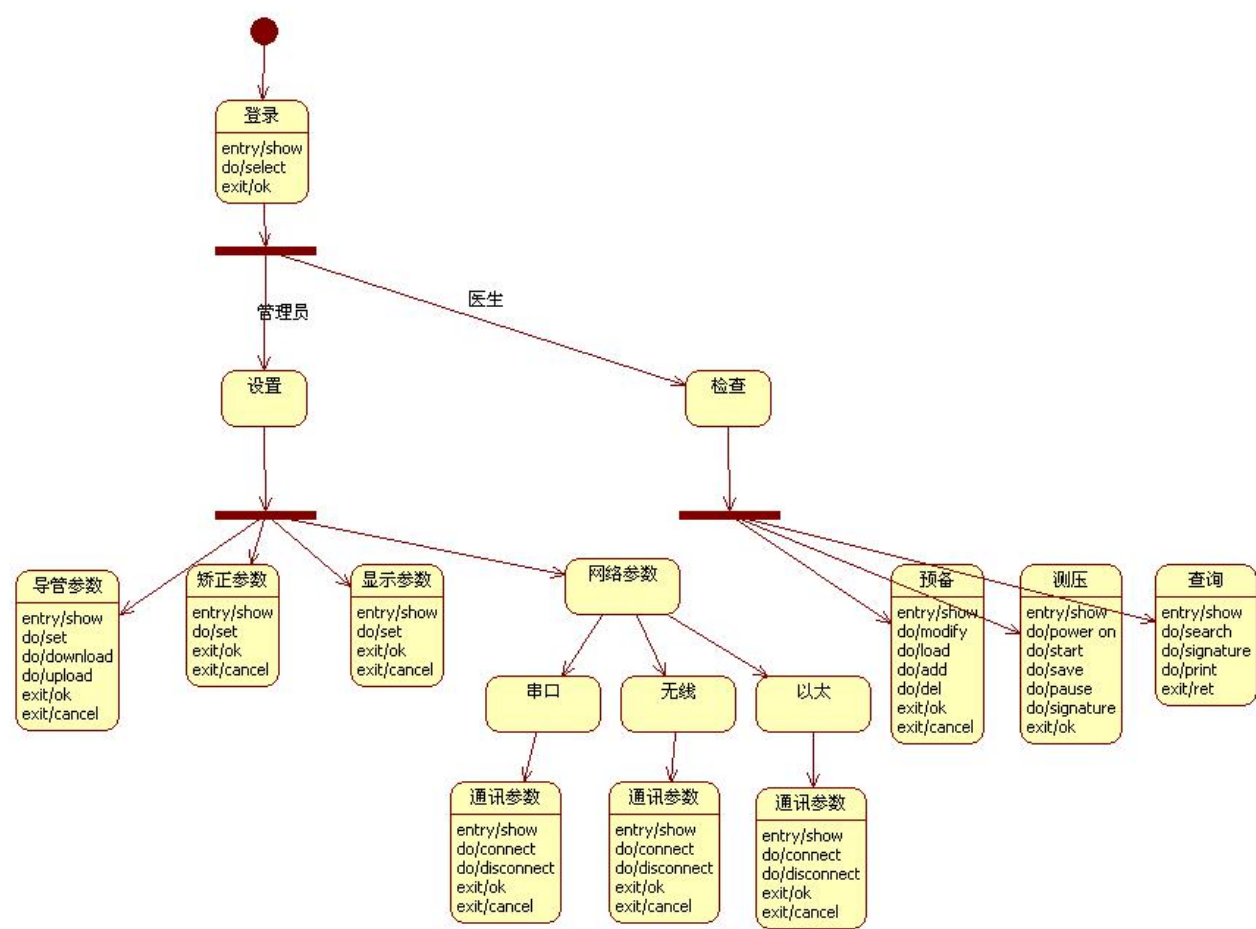 登录
entry/show
do/select
exit/ok
管理员
医生
设置
检查
导管参数
entry/show
do/set
do/download
do/upload
exit/ok
exit/cancel
矫正参数
entry/show
do/set
exit/ok
exit/cancel
显示参数
entry/show
do/set
exit/ok
exit/cancel
网络参数
预备
entry/show
do/modify
do/load
do/add
do/del
exit/ok
exit/cancel
测压
entry/show
do/power on
do/start
do/save
do/pause
do/signature
exit/ok
查询
entry/show
do/search
do/signature
do/print
exit/ret
串口
无线
以太
通讯参数
entry/show
do/connect
do/disconnect
exit/ok
exit/cancel
通讯参数
entry/show
do/connect
do/disconnect
exit/ok
exit/cancel
通讯参数
entry/show
do/connect
do/disconnect
exit/ok
exit/cancel